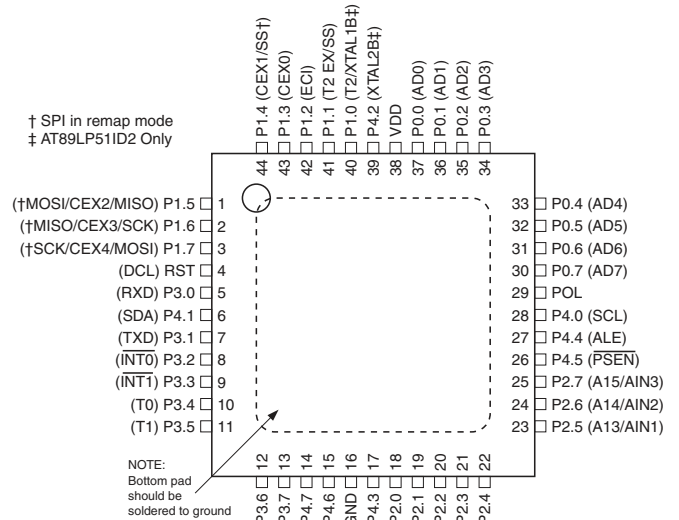 † SPI in remap mode
‡ AT89LP51ID2 Only
P1.4 (CEX1/SS†)
P1.3 (CEX0)
P1.2 (ECI)
P1.1 (T2 EX/SS)
P1.0 (T2/XTAL1B‡)
P4.2 (XTAL2B‡)
VDD
P0.0 (AD0)
P0.1 (AD1)
P0.2 (AD2)
P0.3 (AD3)
44
43
42
41
40
39
38
37
36
35
34
(†MOSI/CEX2/MISO) P1.5 1
(†MISO/CEX3/SCK) P1.6 2
(†SCK/CEX4/MOSI) P1.7 3
(DCL) RST 4
(RXD) P3.0 5
(SDA) P4.1 6
(TXD) P3.1 7
(INT0) P3.2 8
(INT1) P3.3 9
(T0) P3.4 10
(T1) P3.5 11
33 P0.4 (AD4)
32 P0.5 (AD5)
31 P0.6 (AD6)
30 P0.7 (AD7)
29 POL
28 P4.0 (SCL)
27 P4.4 (ALE)
26 P4.5 (PSEN)
25 P2.7 (A15/AIN3)
24 P2.6 (A14/AIN2)
23 P2.5 (A13/AIN1)
NOTE:
Bottom pad
should be
soldered to ground
12
13
14
15
16
17
18
19
20
21
22
P3.6
P3.7
P4.7
P4.6
GND
P4.3
P2.0
P2.1
P2.2
P2.3
P2.4